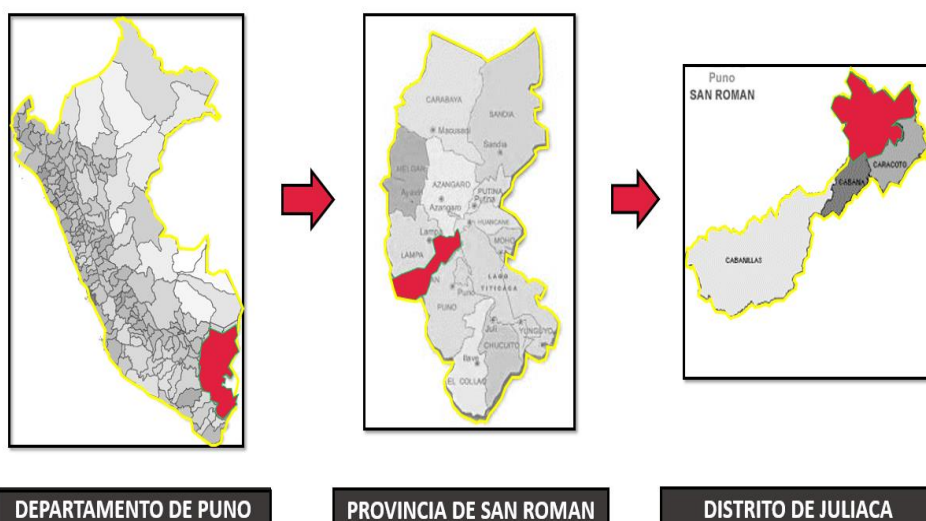 CARABAYA
SANDIA
Macusani
Sandia
MELGAR
Ayaviri
AZANGARO
PUTINA
Putina
Azangaro
HUANCANE
Lampa
MOHO
LAMPA
LAGO
TITICACA
Puno
PUNO
Juli
YUNGUYO
CHUCUITO
Ilave
EL COLLAO
Puno
SAN ROMAN
CARACOTO
CABANA
CABANILLAS
DEPARTAMENTO DE PUNO
PROVINCIA DE SAN ROMAN
DISTRITO DE JULIACA